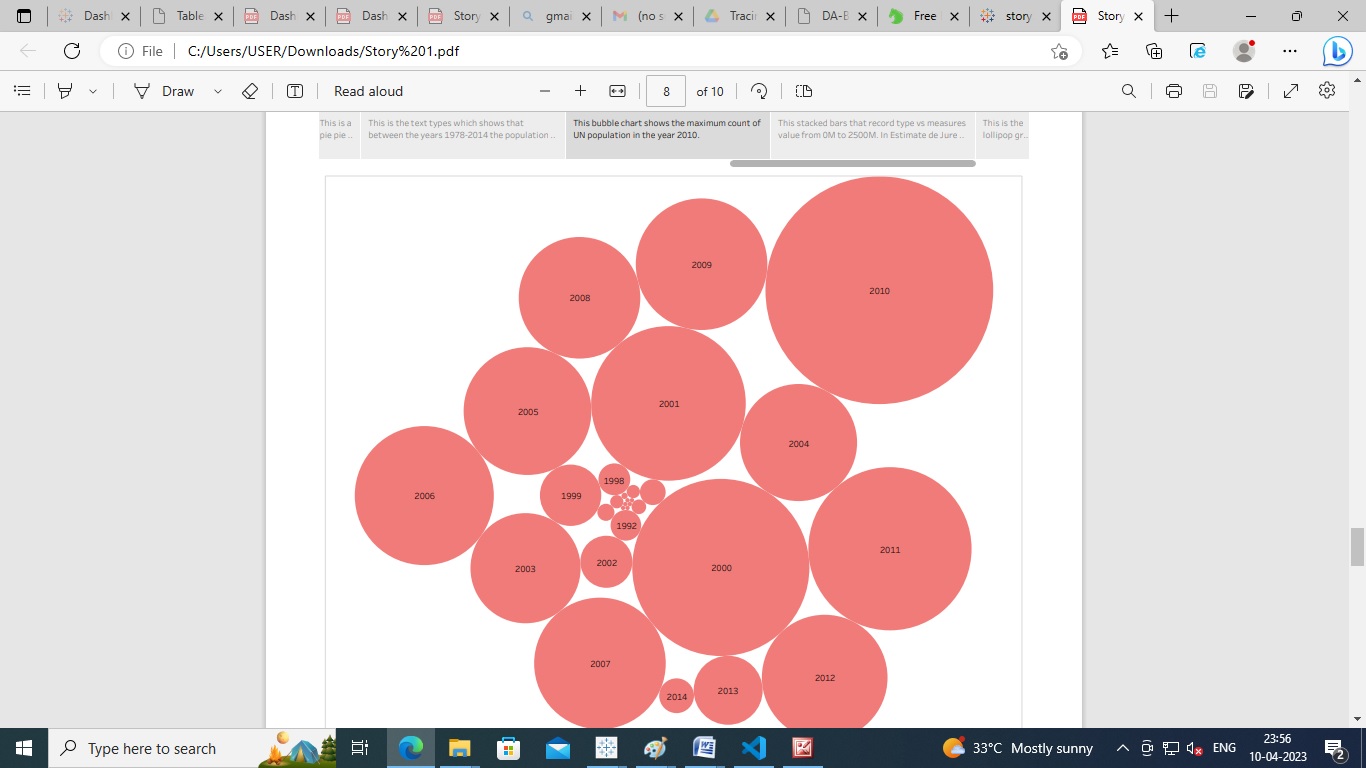 Dash
Table
Dash
Dash
Story
gmai
(no s
Traci
DA-B
Free
story
Story
File
C:/Users/USER/Downloads/Story%201.pdf
Draw
Read aloud
8
of 10
This is a
pie pie ..
This is the text types which shows that
between the years 1978-2014 the population ..
This bubble chart shows the maximum count of
UN population in the year 2010.
This stacked bars that record type vs measures
value from 0M to 2500M. In Estimate de Jure ..
This is the
lollipop gr..
2009
2010
2008
2001
2005
2004
1998
2006
1999
1992
2011
2002
2003
2000
2007
2012
2013
2014
Type here to search
33°C Mostly sunny
ENG
23:56
10-04-2023
2